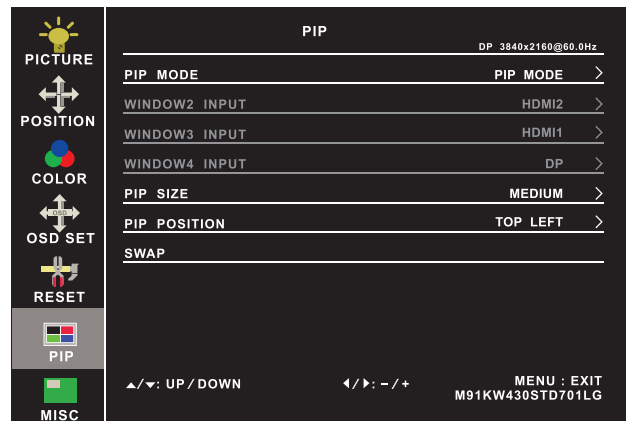 PIP
DP 3840x2160@60.0Hz
PICTURE
POSITION
COLOR
OSD
OSD SET
RESET
PIP
MISC
PIP MODE PIP MODE >
WINDOW2 INPUT HDMI2 >
WINDOW3 INPUT HDMI1 >
WINDOW4 INPUT DP >
PIP SIZE MEDIUM >
PIP POSITION TOP LEFT >
SWAP
▲/▼: UP / DOWN ◀/▶: – / + MENU : EXIT
M91KW430STD701LG